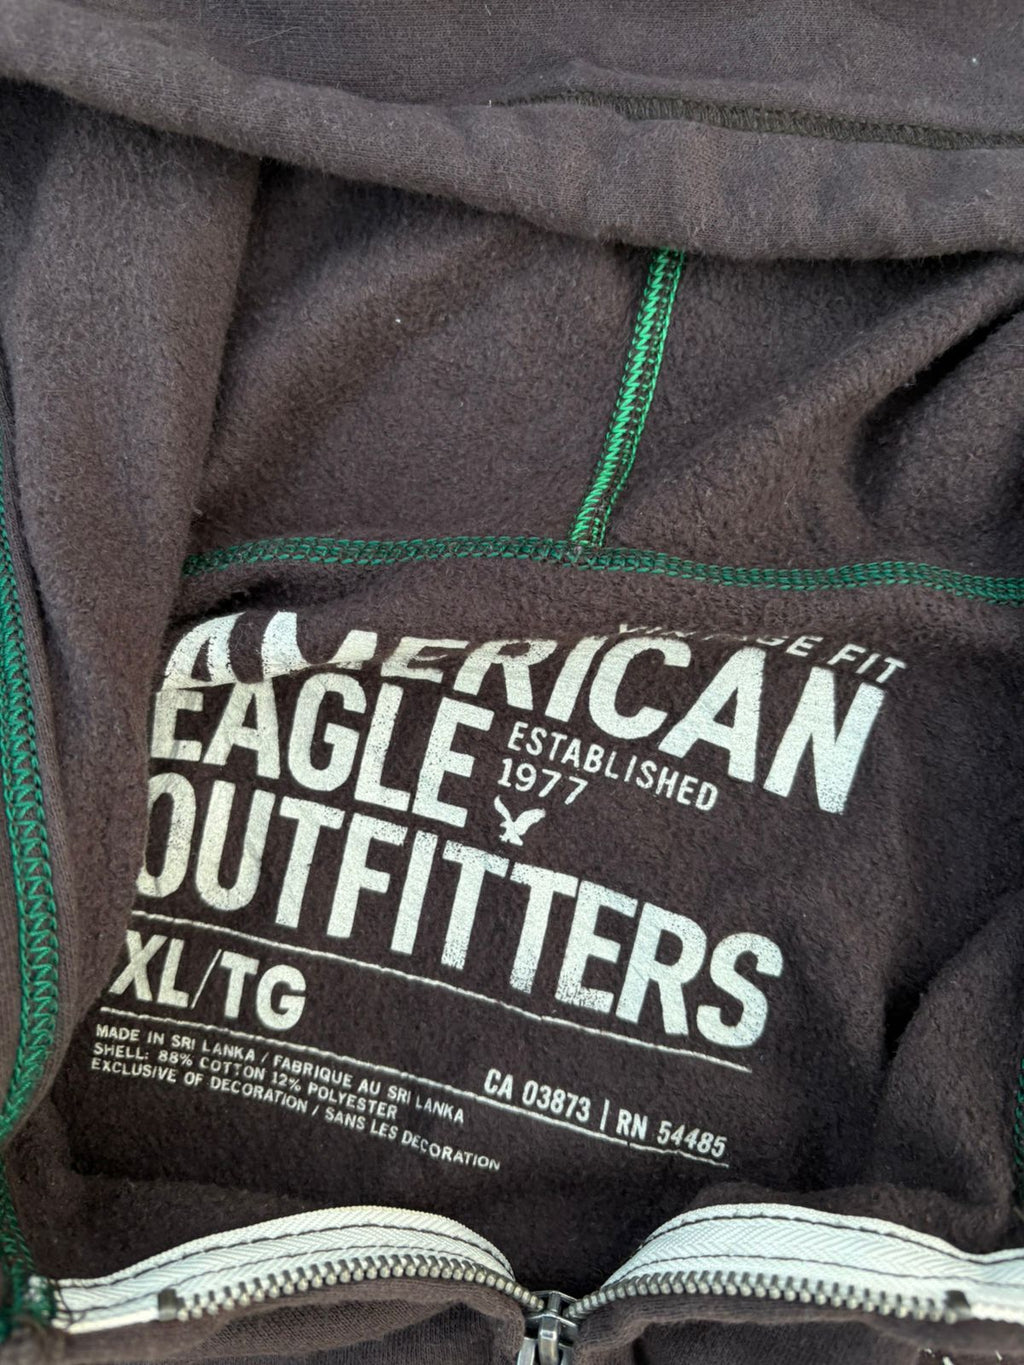 VINTAGE FIT
AMERICAN
EAGLE
ESTABLISHED
1977
OUTFITTERS
XL/TG
MADE IN SRI LANKA / FABRIQUE AU SRI LANKA
SHELL: 88% COTTON 12% POLYESTER
EXCLUSIVE OF DECORATION / SANS LES DECORATION
CA 03873 | RN 54485